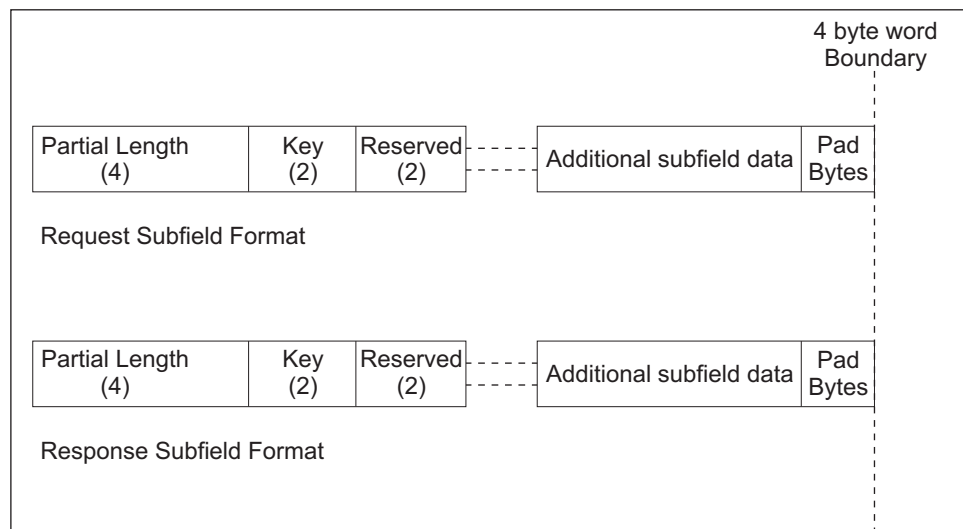 4 byte word
Boundary
Partial Length
(4)
Key
(2)
Reserved
(2)
Additional subfield data
Pad
Bytes
Request Subfield Format
Partial Length
(4)
Key
(2)
Reserved
(2)
Additional subfield data
Pad
Bytes
Response Subfield Format